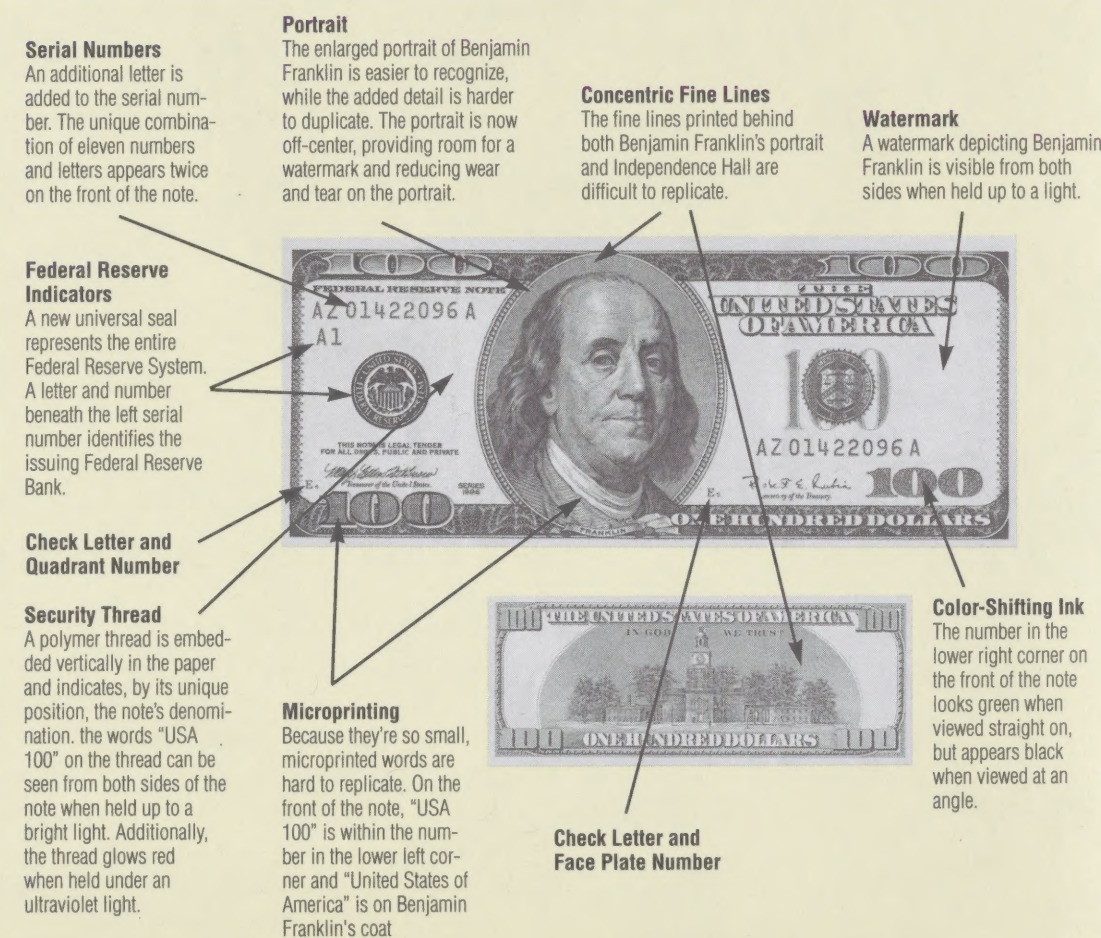 Serial Numbers
An additional letter is
added to the serial num-
ber. The unique combina-
tion of eleven numbers
and letters appears twice
on the front of the note.
Portrait
The enlarged portrait of Benjamin
Franklin is easier to recognize,
while the added detail is harder
to duplicate. The portrait is now
off-center, providing room for a
watermark and reducing wear
and tear on the portrait.
Concentric Fine Lines
The fine lines printed behind
both Benjamin Franklin's portrait
and Independence Hall are
difficult to replicate.
Watermark
A watermark depicting Benjamin
Franklin is visible from both
sides when held up to a light.
Federal Reserve
Indicators
A new universal seal
represents the entire
Federal Reserve System.
A letter and number
beneath the left serial
number identifies the
issuing Federal Reserve
Bank.
Check Letter and
Quadrant Number
Security Thread
A polymer thread is embed-
ded vertically in the paper
and indicates, by its unique
position, the note's denomi-
nation. the words "USA
100" on the thread can be
seen from both sides of the
note when held up to a
bright light. Additionally,
the thread glows red
when held under an
ultraviolet light.
100
100
FEDERAL RESERVE NOTE
AZ 01422096 A
A1
THE
UNITED STATES
OF AMERICA
100
THIS NOTE IS LEGAL TENDER
FOR ALL DEBTS, PUBLIC AND PRIVATE
AZ 01422096 A
Treasurer of the United States.
SERIES
1996
Secretary of the Treasury.
100
100
FRANKLIN
ONE HUNDRED DOLLARS
100
THE UNITED STATES OF AMERICA
100
IN GOD WE TRUST
100
ONE HUNDRED DOLLARS
100
Microprinting
Because they're so small,
microprinted words are
hard to replicate. On the
front of the note, "USA
100" is within the num-
ber in the lower left cor-
ner and "United States of
America" is on Benjamin
Franklin's coat
Check Letter and
Face Plate Number
Color-Shifting Ink
The number in the
lower right corner on
the front of the note
looks green when
viewed straight on,
but appears black
when viewed at an
angle.